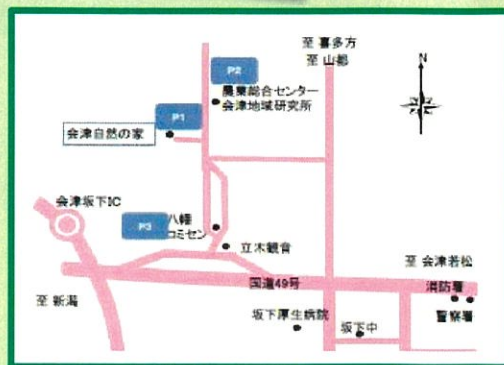 至 喜多方
至 山都
N
P2
農業総合センター
会津地域研究所
P1
会津自然の家
会津坂下IC
P3
八幡
コミセン
立木観音
至 会津若松
国道49号
消防署
至 新潟
坂下厚生病院
坂下中
警察署